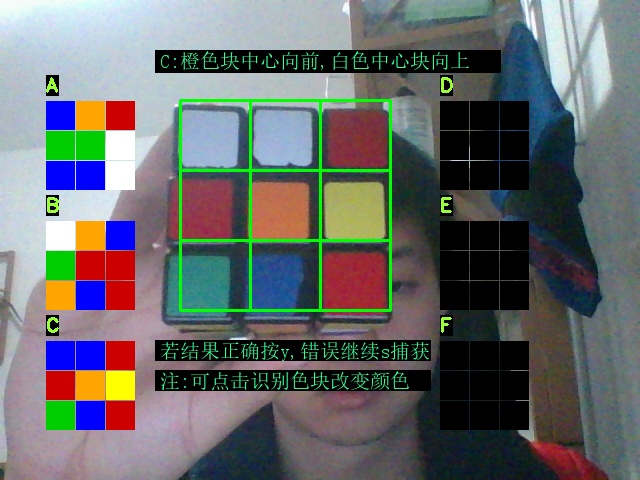 C:橙色块中心向前,白色中心块向上
A
D
B
E
C
F
若结果正确按y,错误继续s捕获
注:可点击识别色块改变颜色